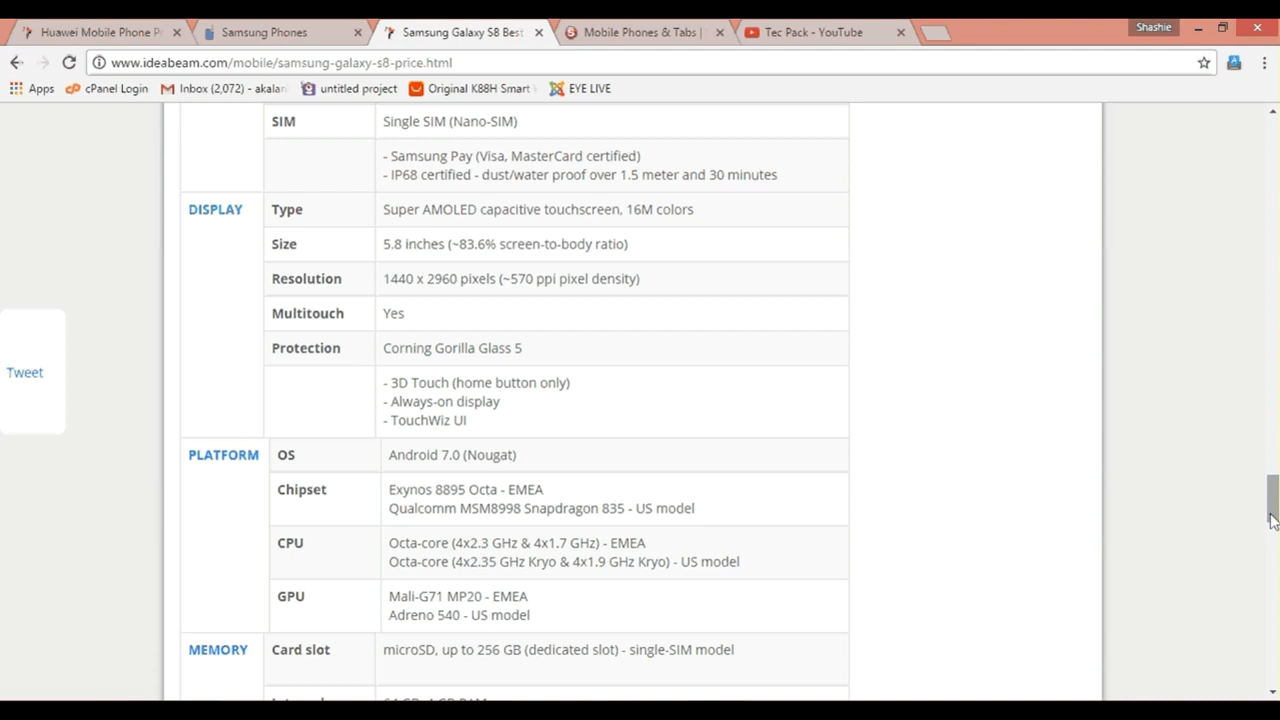 Huawei Mobile Phone P
Samsung Phones
Samsung Galaxy S8 Best
Mobile Phones & Tabs |
Tec Pack - YouTube
Shashie
www.ideabeam.com/mobile/samsung-galaxy-s8-price.html
Apps
cPanel Login
Inbox (2,072) - akalan
untitled project
Original K88H Smart
EYE LIVE
SIM Single SIM (Nano-SIM)
- Samsung Pay (Visa, MasterCard certified)
- IP68 certified - dust/water proof over 1.5 meter and 30 minutes
DISPLAY Type Super AMOLED capacitive touchscreen, 16M colors
Size 5.8 inches (~83.6% screen-to-body ratio)
Resolution 1440 x 2960 pixels (~570 ppi pixel density)
Multitouch Yes
Protection Corning Gorilla Glass 5
Tweet
- 3D Touch (home button only)
- Always-on display
- TouchWiz UI
PLATFORM OS Android 7.0 (Nougat)
Chipset Exynos 8895 Octa - EMEA
Qualcomm MSM8998 Snapdragon 835 - US model
CPU Octa-core (4x2.3 GHz & 4x1.7 GHz) - EMEA
Octa-core (4x2.35 GHz Kryo & 4x1.9 GHz Kryo) - US model
GPU Mali-G71 MP20 - EMEA
Adreno 540 - US model
MEMORY Card slot microSD, up to 256 GB (dedicated slot) - single-SIM model